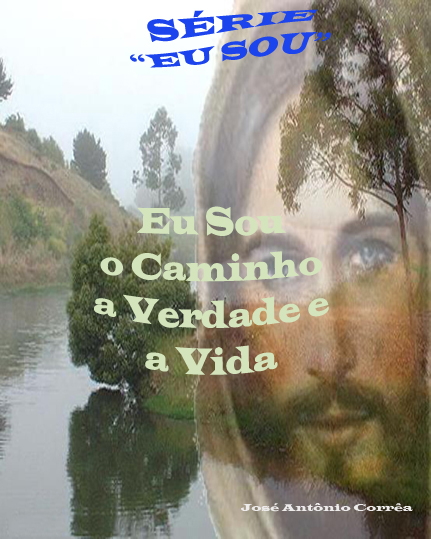 SÉRIE
“EU SOU”
Eu Sou
o Caminho
a Verdade e
a Vida
José Antônio Corrêa